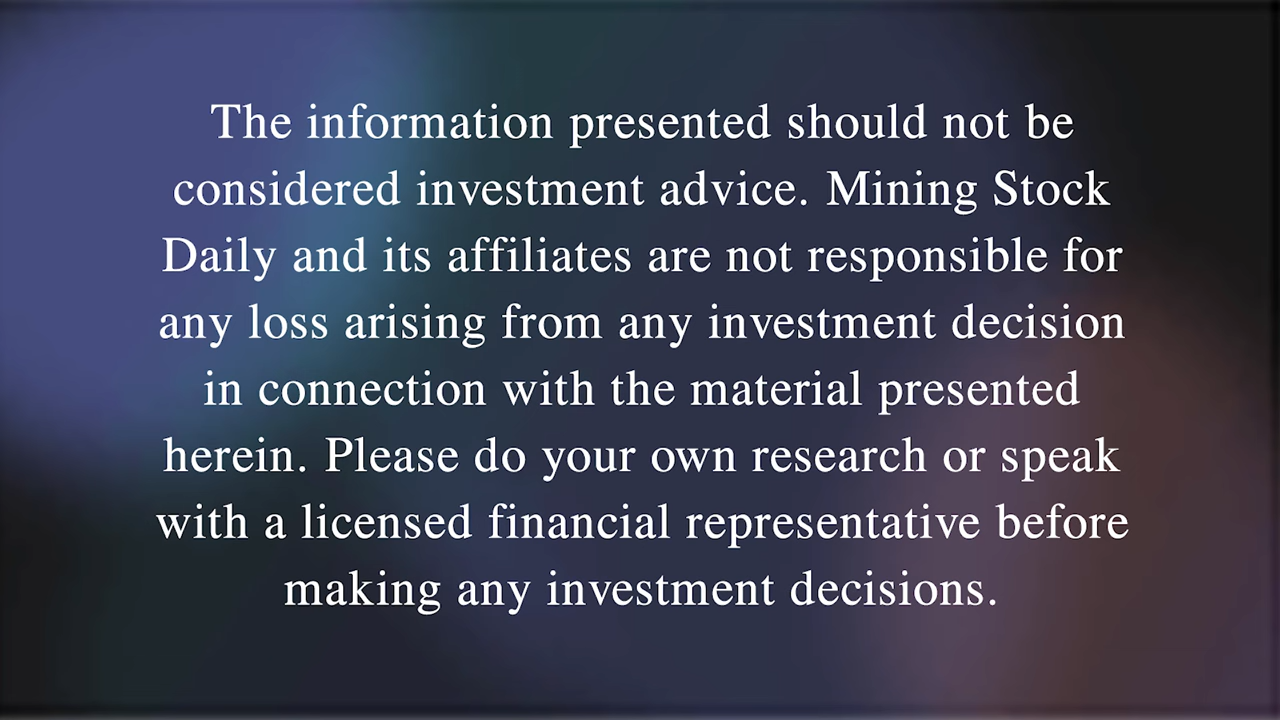 The information presented should not be
considered investment advice. Mining Stock
Daily and its affiliates are not responsible for
any loss arising from any investment decision
in connection with the material presented
herein. Please do your own research or speak
with a licensed financial representative before
making any investment decisions.